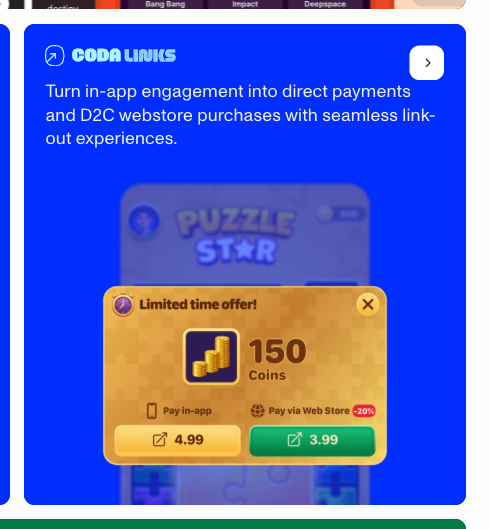 destiny
Bang Bang
Impact
Deepspace
CODA LINKS
Turn in-app engagement into direct payments
and D2C webstore purchases with seamless link-
out experiences.
PUZZLE
STAR
Limited time offer!
150
Coins
Pay in-app
Pay via Web Store -20%
4.99
3.99